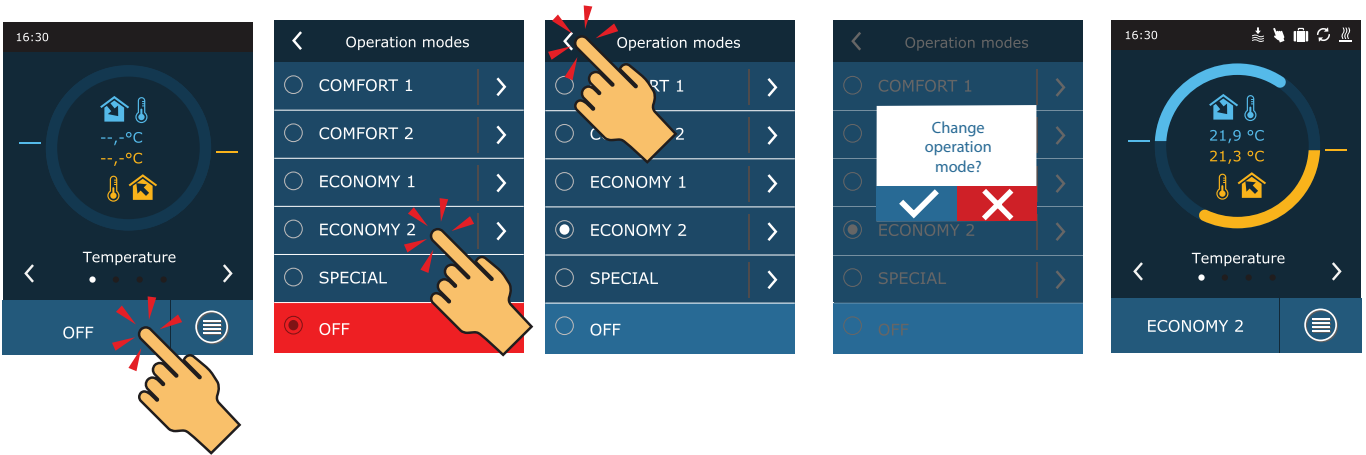 16:30
--,-°C
--,-°C
Temperature
OFF
Operation modes
COMFORT 1
COMFORT 2
ECONOMY 1
ECONOMY 2
SPECIAL
OFF
Operation modes
RT 1
C
2
ECONOMY 1
ECONOMY 2
SPECIAL
OFF
Operation modes
COMFORT 1
Change
operation
mode?
ECONOMY 2
SPECIAL
OFF
16:30
21,9 °C
21,3 °C
Temperature
ECONOMY 2